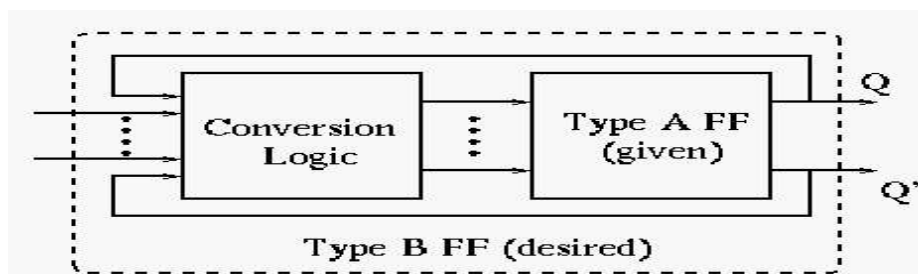 Conversion
Logic
Type A FF
(given)
Q
Q'
Type B FF (desired)